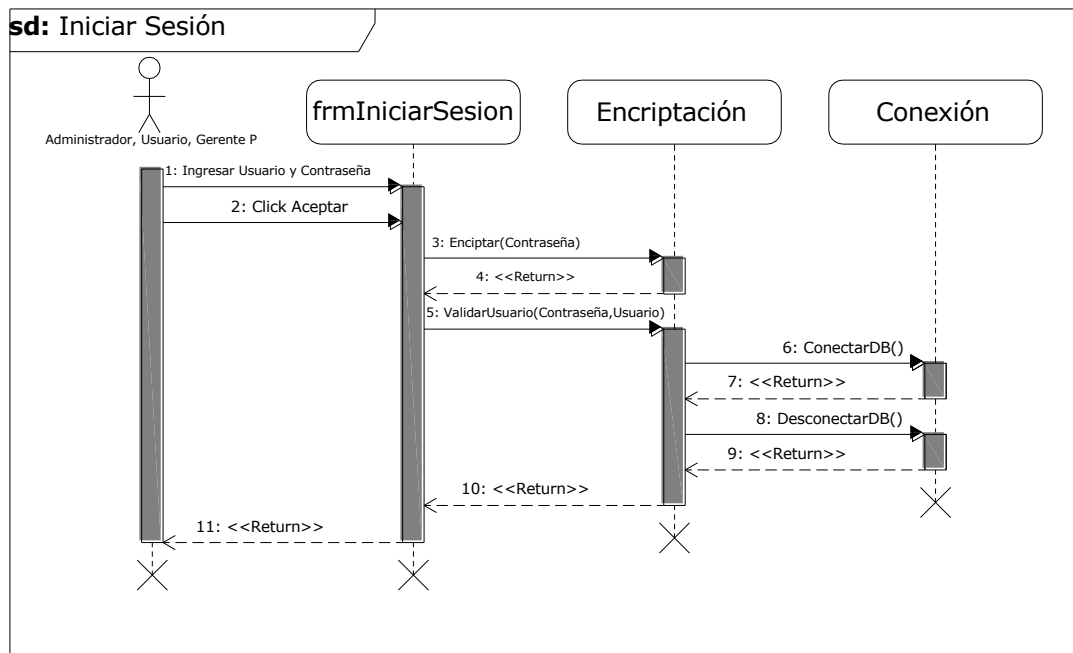 sd: Iniciar Sesión
frmIniciarSesion
Encriptación
Conexión
Administrador, Usuario, Gerente P
1: Ingresar Usuario y Contraseña
2: Click Aceptar
3: Enciptar(Contraseña)
4: <<Return>>
5: ValidarUsuario(Contraseña,Usuario)
6: ConectarDB()
7: <<Return>>
8: DesconectarDB()
9: <<Return>>
10: <<Return>>
11: <<Return>>